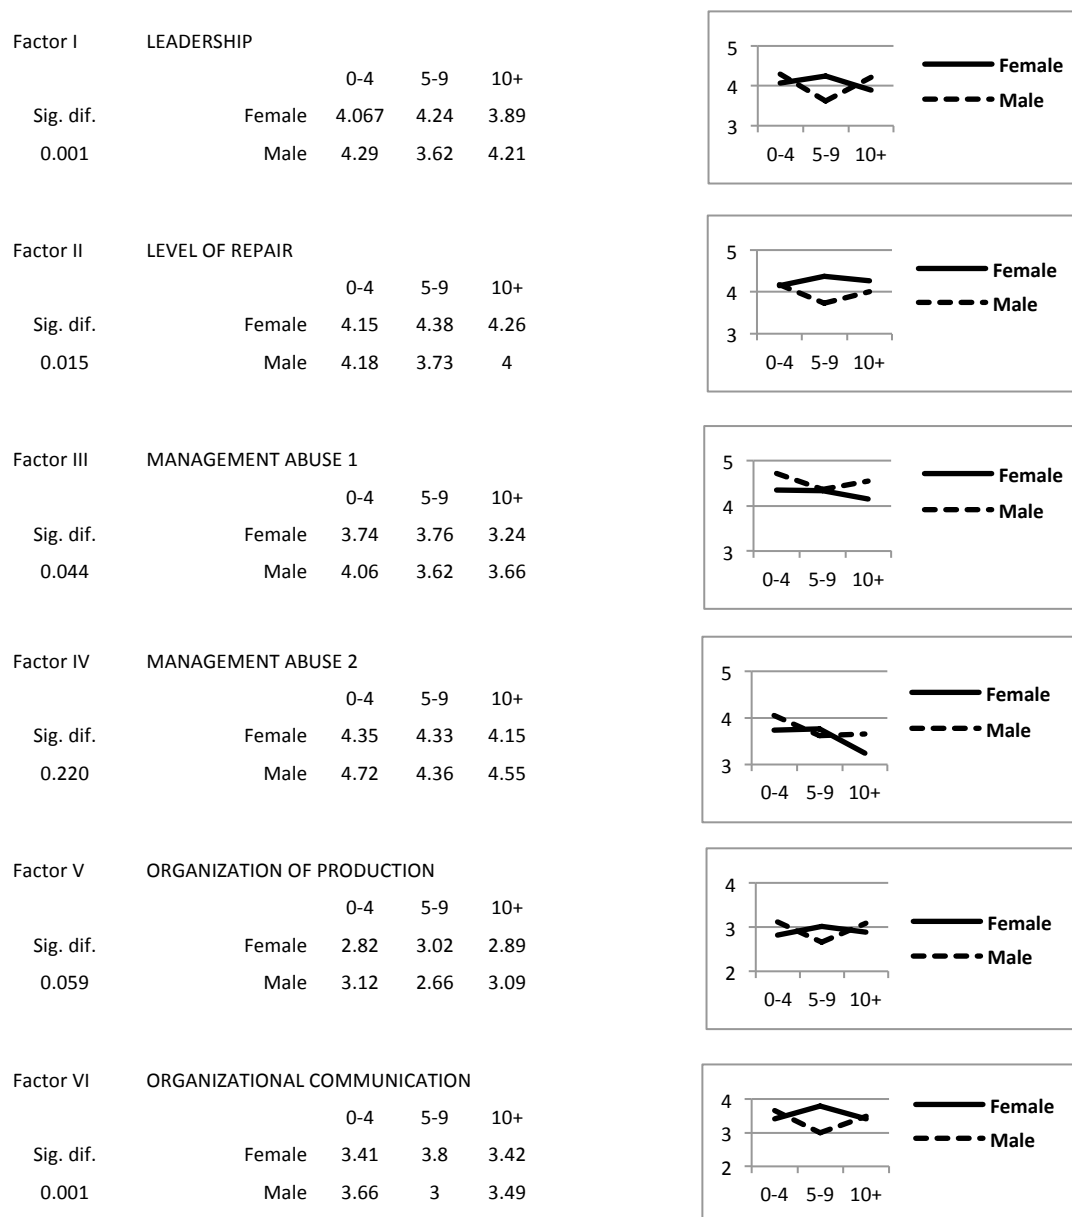 Factor I LEADERSHIP
0-4 5-9 10+
Sig. dif. Female 4.067 4.24 3.89
0.001 Male 4.29 3.62 4.21
5
4
3
0-4 5-9 10+
Female
Male
Factor II LEVEL OF REPAIR
0-4 5-9 10+
Sig. dif. Female 4.15 4.38 4.26
0.015 Male 4.18 3.73 4
5
4
3
0-4 5-9 10+
Female
Male
Factor III MANAGEMENT ABUSE 1
0-4 5-9 10+
Sig. dif. Female 3.74 3.76 3.24
0.044 Male 4.06 3.62 3.66
5
4
3
0-4 5-9 10+
Female
Male
Factor IV MANAGEMENT ABUSE 2
0-4 5-9 10+
Sig. dif. Female 4.35 4.33 4.15
0.220 Male 4.72 4.36 4.55
5
4
3
0-4 5-9 10+
Female
Male
Factor V ORGANIZATION OF PRODUCTION
0-4 5-9 10+
Sig. dif. Female 2.82 3.02 2.89
0.059 Male 3.12 2.66 3.09
4
3
2
0-4 5-9 10+
Female
Male
Factor VI ORGANIZATIONAL COMMUNICATION
0-4 5-9 10+
Sig. dif. Female 3.41 3.8 3.42
0.001 Male 3.66 3 3.49
4
3
2
0-4 5-9 10+
Female
Male